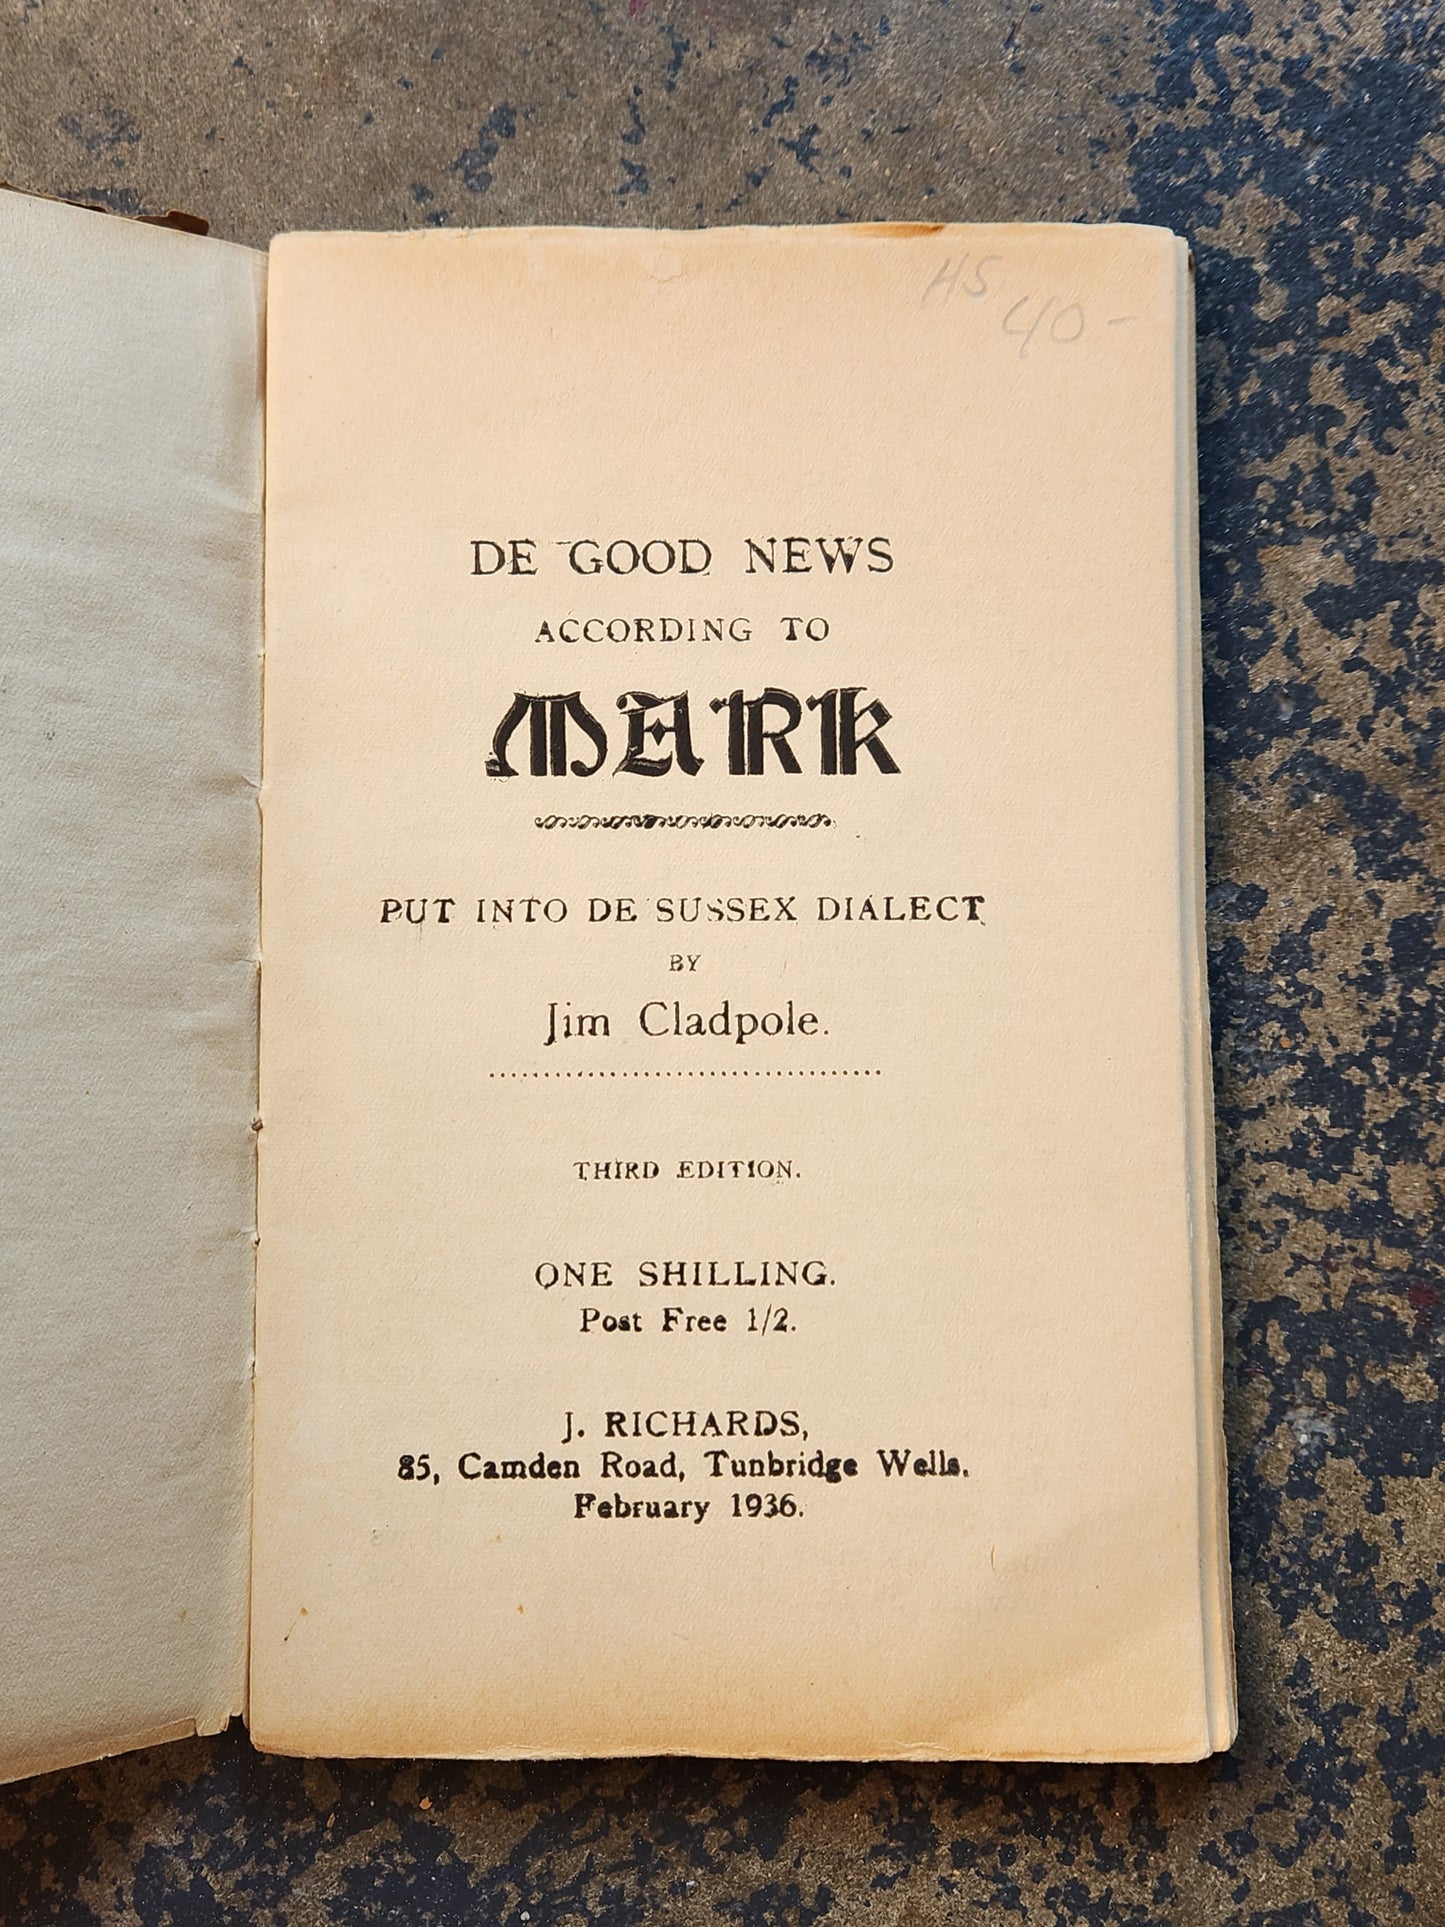 HS
40-
DE GOOD NEWS
ACCORDING TO
MARK
PUT INTO DE SUSSEX DIALECT
BY
Jim Cladpole.
THIRD EDITION.
ONE SHILLING.
Post Free 1/2.
J. RICHARDS,
85, Camden Road, Tunbridge Wells.
February 1936.